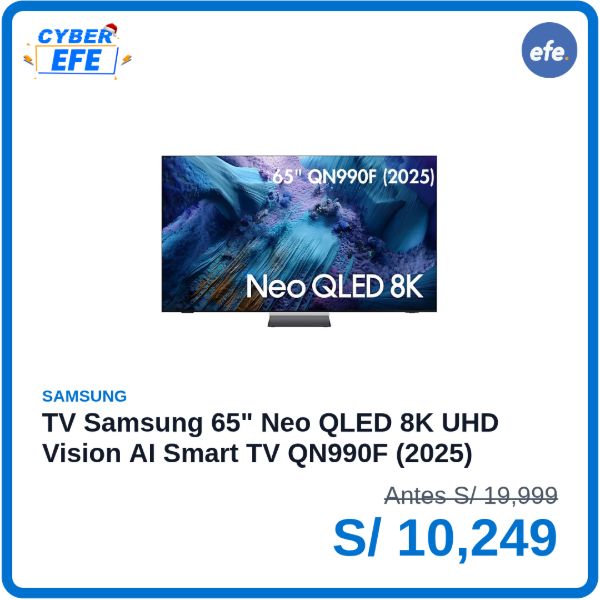 CYBER
EFE
efe.
65" QN990F (2025)
Neo QLED 8K
SAMSUNG
TV Samsung 65" Neo QLED 8K UHD
Vision AI Smart TV QN990F (2025)
Antes S/ 19,999
S/ 10,249